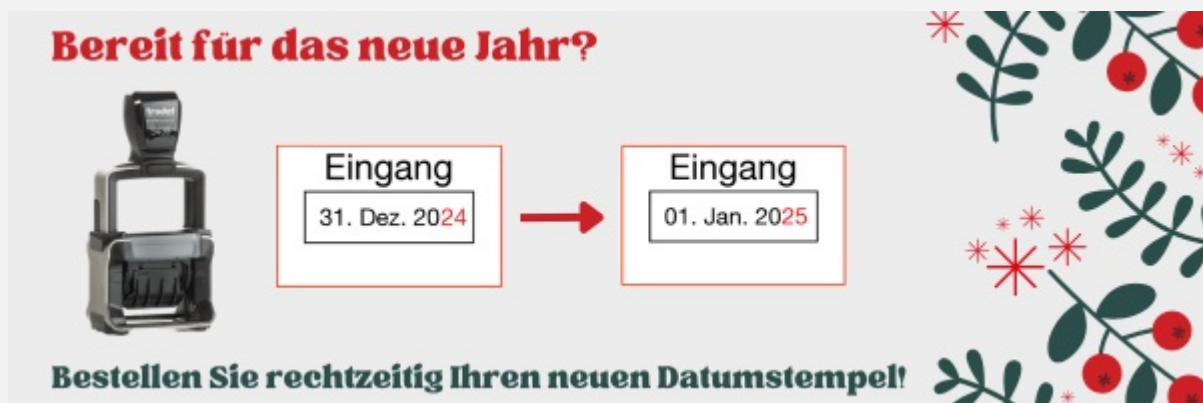 Bereit für das neue Jahr?
trodat
Eingang
31. Dez. 2024
Eingang
01. Jan. 2025
Bestellen Sie rechtzeitig Ihren neuen Datumstempel!